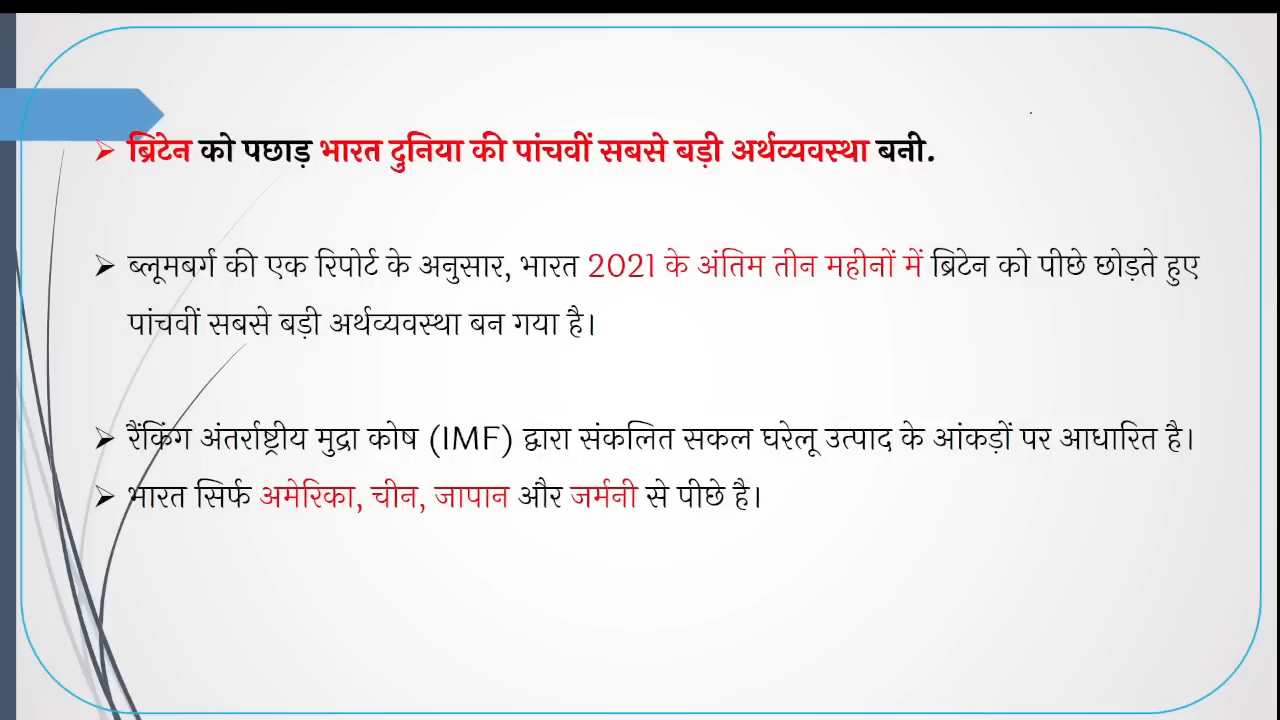 ब्रिटेन को पछाड़ भारत दुनिया की पांचवीं सबसे बड़ी अर्थव्यवस्था बनी.
ब्लूमबर्ग की एक रिपोर्ट के अनुसार, भारत 2021 के अंतिम तीन महीनों में ब्रिटेन को पीछे छोड़ते हुए
पांचवीं सबसे बड़ी अर्थव्यवस्था बन गया है।
रैंकिंग अंतर्राष्ट्रीय मुद्रा कोष (IMF) द्वारा संकलित सकल घरेलू उत्पाद के आंकड़ों पर आधारित है।
भारत सिर्फ अमेरिका, चीन, जापान और जर्मनी से पीछे है।